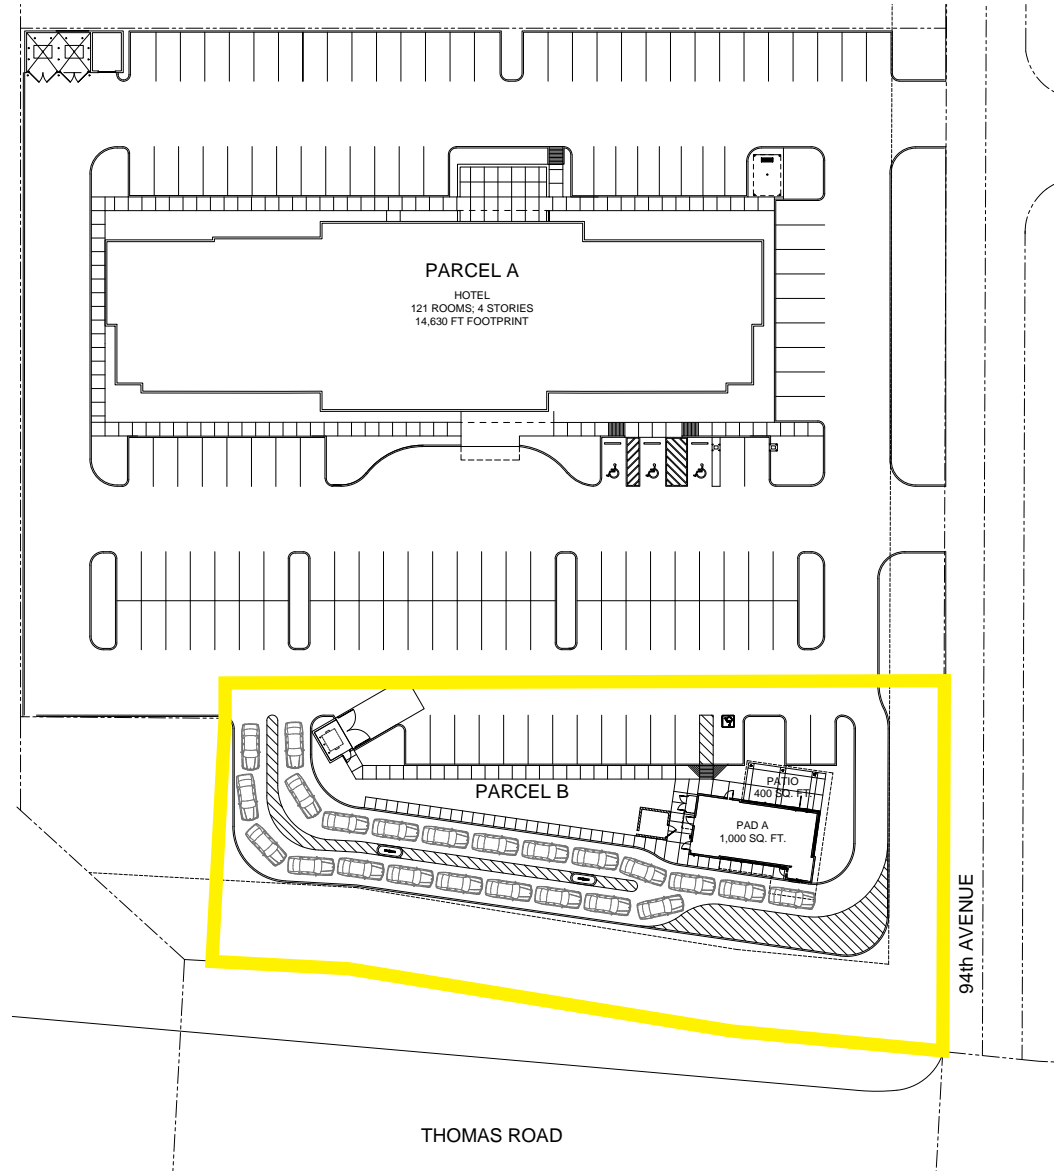 PARCEL A
HOTEL
121 ROOMS; 4 STORIES
14,630 FT FOOTPRINT
PARCEL B
PATIO
400 SQ. FT.
PAD A
1,000 SQ. FT.
94th AVENUE
THOMAS ROAD